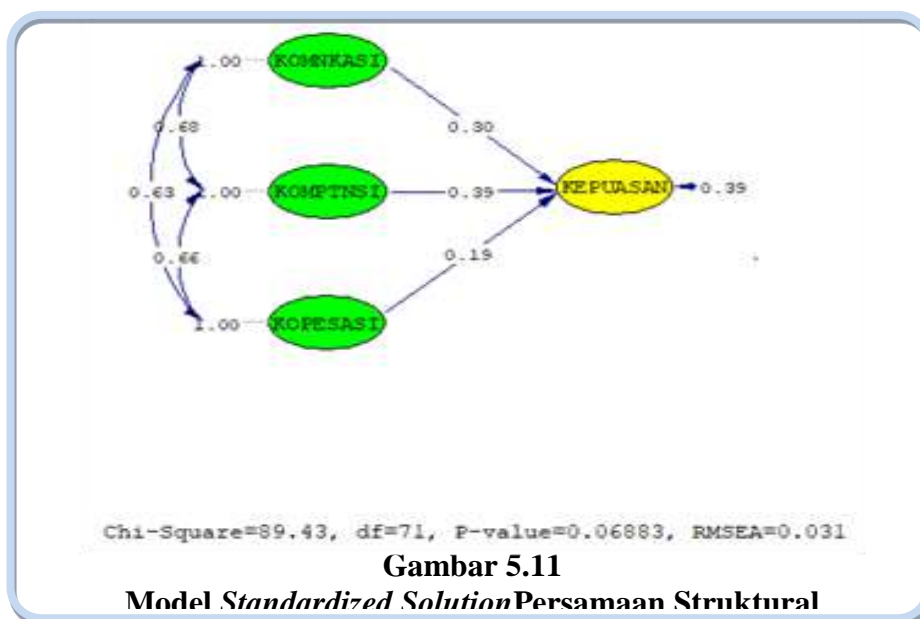 1.00 KOMNKASI
0.68 0.30
0.63 1.00 KOMPTNSI 0.39 KEPUASAN 0.39
0.66 0.19
1.00 KOPESASI
Chi-Square=89.43, df=71, P-value=0.06883, RMSEA=0.031
Gambar 5.11
Model Standardized SolutionPersamaan Struktural